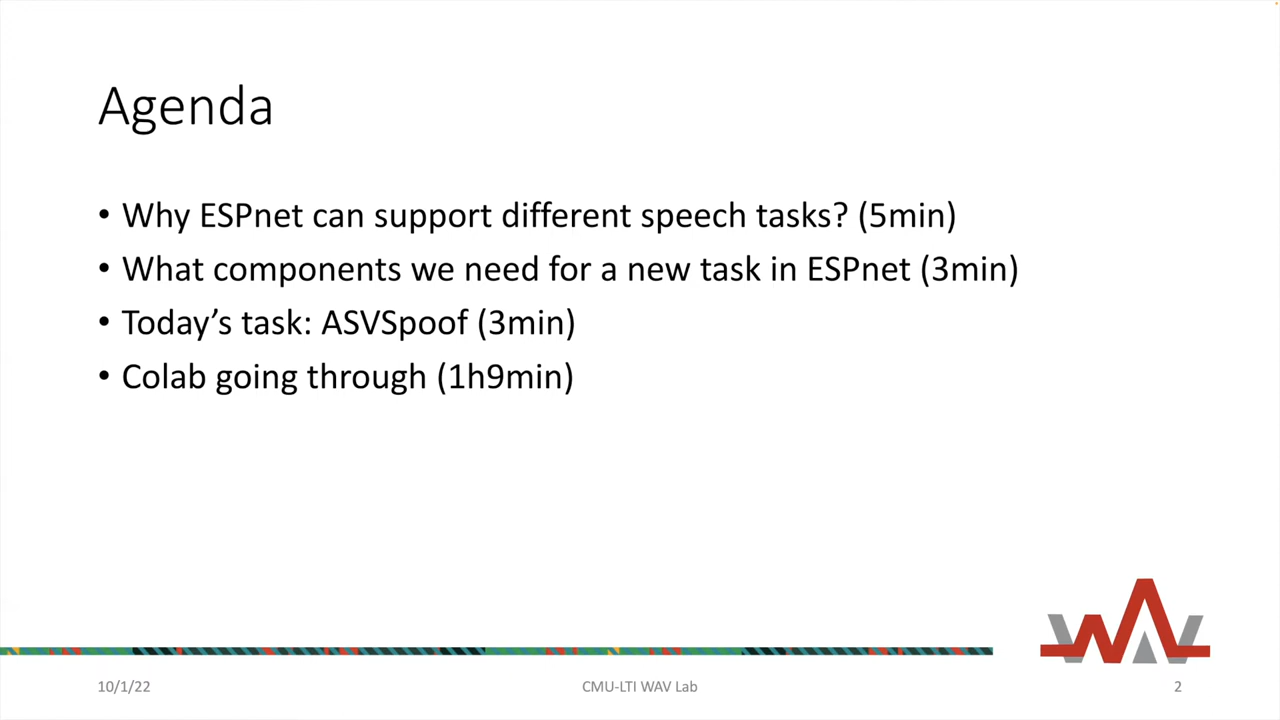 Agenda
• Why ESPnet can support different speech tasks? (5min)
• What components we need for a new task in ESPnet (3min)
• Today's task: ASVSpoof (3min)
• Colab going through (1h9min)
WAV
10/1/22
CMU-LTI WAV Lab
2